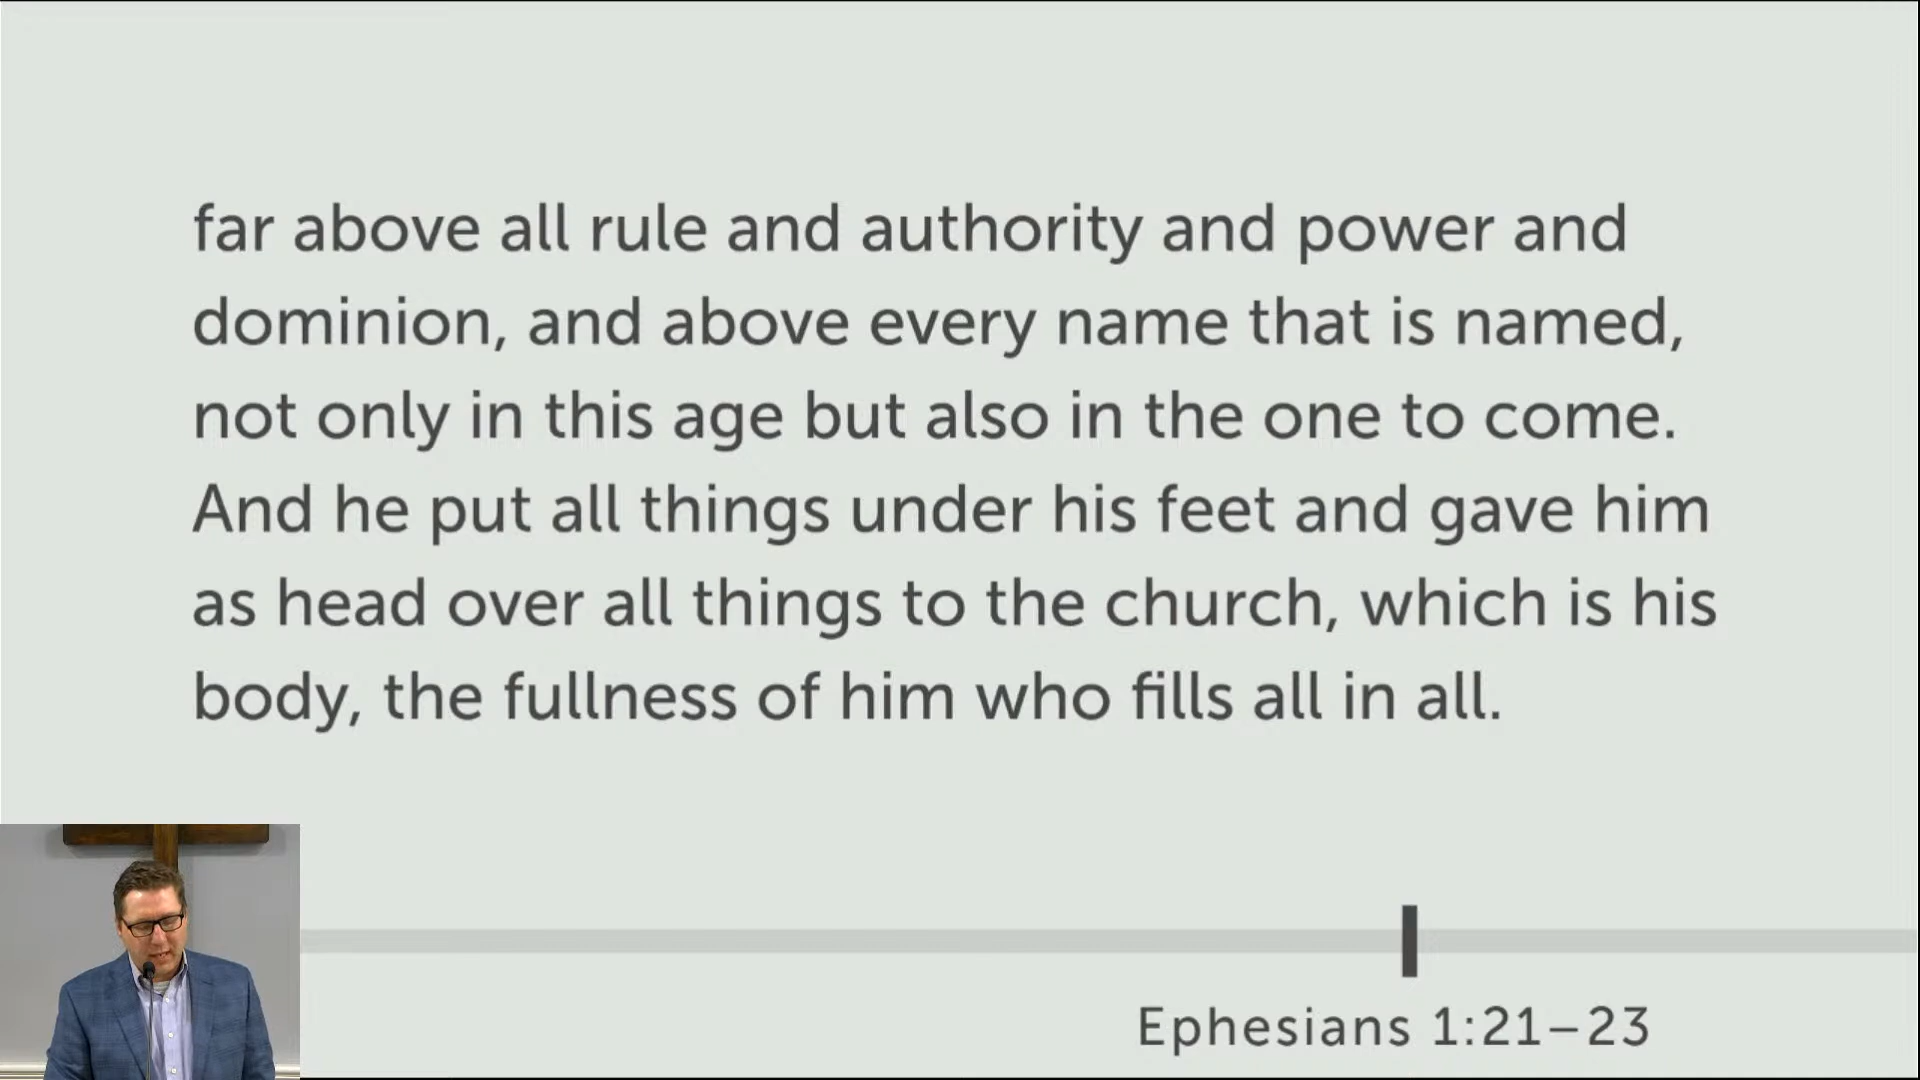 far above all rule and authority and power and
dominion, and above every name that is named,
not only in this age but also in the one to come.
And he put all things under his feet and gave him
as head over all things to the church, which is his
body, the fullness of him who fills all in all.
Ephesians 1:21–23